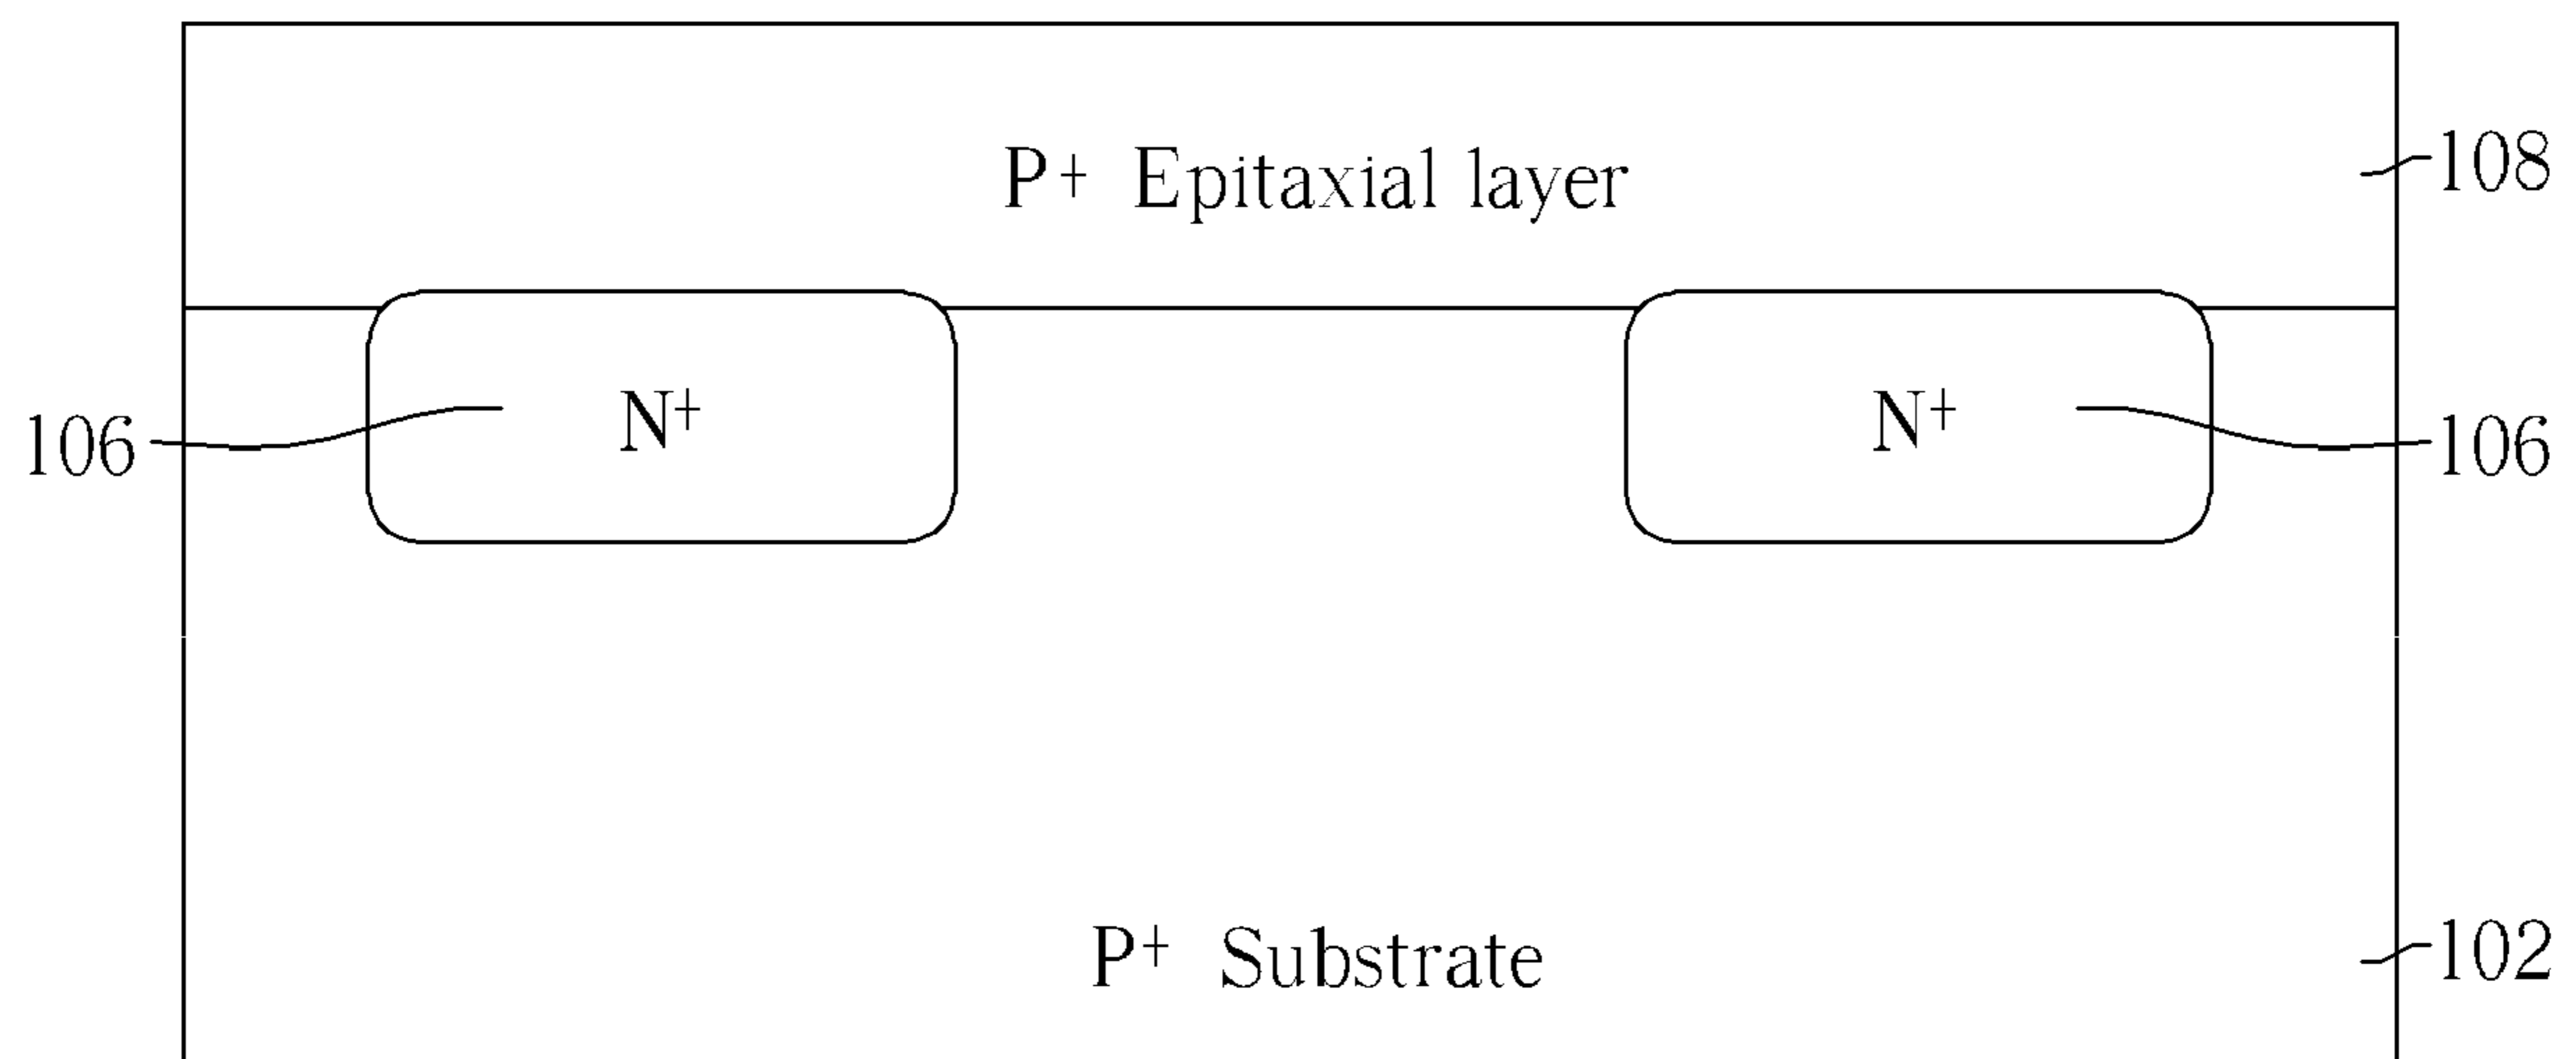 P+ Epitaxial layer
108
106
N+
N+
106
P+ Substrate
102